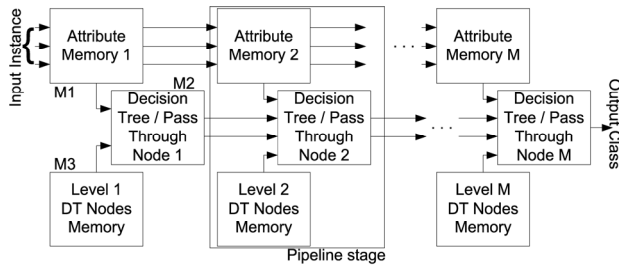 Input Instance
Attribute
Memory 1
Attribute
Memory 2
. . .
Attribute
Memory M
M1
M2
Decision
Tree / Pass
Through
Node 1
Decision
Tree / Pass
Through
Node 2
. . .
Decision
Tree / Pass
Through
Node M
Output Class
M3
Level 1
DT Nodes
Memory
Level 2
DT Nodes
Memory
Level M
DT Nodes
Memory
Pipeline stage